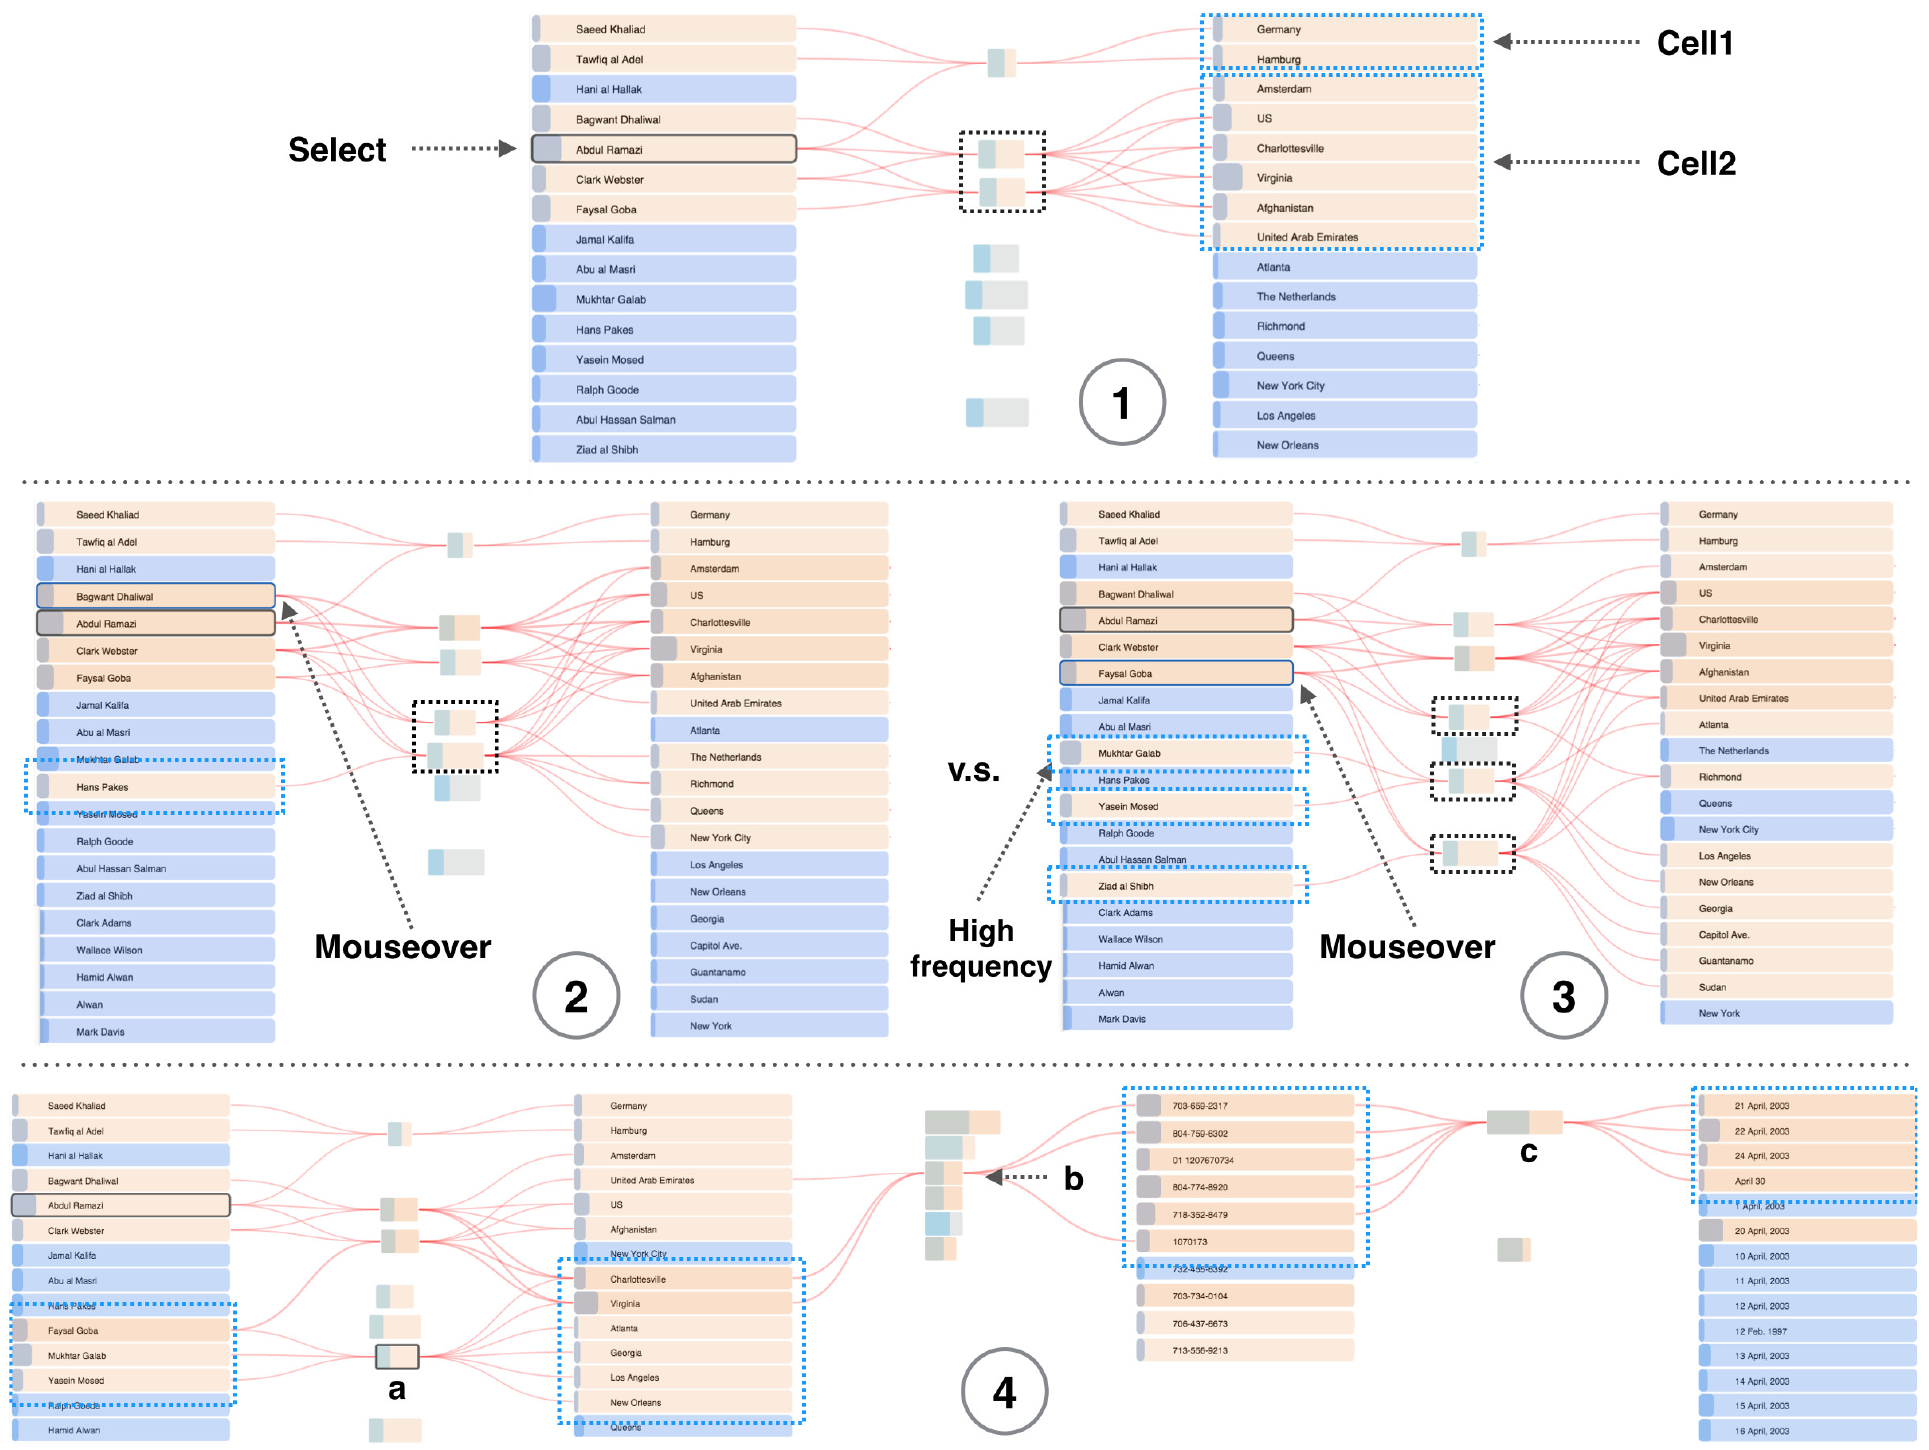 Saeed Khaliad
Tawfiq al Adel
Hani al Hallak
Bagwant Dhaliwal
Abdul Ramazi
Clark Webster
Faysal Goba
Jamal Kalifa
Abu al Masri
Mukhtar Galab
Hans Pakes
Yasein Mosed
Ralph Goode
Abul Hassan Salman
Ziad al Shibh
Select
Germany
Hamburg
Amsterdam
US
Charlottesville
Virginia
Afghanistan
United Arab Emirates
Atlanta
The Netherlands
Richmond
Queens
New York City
Los Angeles
New Orleans
Cell1
Cell2
1
Saeed Khaliad
Tawfiq al Adel
Hani al Hallak
Bagwant Dhaliwal
Abdul Ramazi
Clark Webster
Faysal Goba
Jamal Kalifa
Abu al Masri
Mukhtar Galab
Hans Pakes
Yasein Mosed
Ralph Goode
Abul Hassan Salman
Ziad al Shibh
Clark Adams
Wallace Wilson
Hamid Alwan
Alwan
Mark Davis
Mouseover
2
Germany
Hamburg
Amsterdam
US
Charlottesville
Virginia
Afghanistan
United Arab Emirates
Atlanta
The Netherlands
Richmond
Queens
New York City
Los Angeles
New Orleans
Georgia
Capitol Ave.
Guantanamo
Sudan
New York
v.s.
High
frequency
Saeed Khaliad
Tawfiq al Adel
Hani al Hallak
Bagwant Dhaliwal
Abdul Ramazi
Clark Webster
Faysal Goba
Jamal Kalifa
Abu al Masri
Mukhtar Galab
Hans Pakes
Yasein Mosed
Ralph Goode
Abul Hassan Salman
Ziad al Shibh
Clark Adams
Wallace Wilson
Hamid Alwan
Alwan
Mark Davis
Mouseover
3
Germany
Hamburg
Amsterdam
US
Charlottesville
Virginia
Afghanistan
United Arab Emirates
Atlanta
The Netherlands
Richmond
Queens
New York City
Los Angeles
New Orleans
Georgia
Capitol Ave.
Guantanamo
Sudan
New York
Saeed Khaliad
Tawfiq al Adel
Hani al Hallak
Bagwant Dhaliwal
Abdul Ramazi
Clark Webster
Jamal Kalifa
Abu al Masri
Hans Pakes
Faysal Goba
Mukhtar Galab
Yasein Mosed
Ralph Goode
Hamid Alwan
a
Germany
Hamburg
Amsterdam
United Arab Emirates
US
Afghanistan
New York City
Charlottesville
Virginia
Atlanta
Georgia
Los Angeles
New Orleans
Queens
b
4
703-659-2317
804-759-6302
01 1207670734
804-774-8920
718-352-8479
1070173
732-455-6392
703-734-0104
706-437-6673
713-556-9213
c
21 April, 2003
22 April, 2003
24 April, 2003
April 30
1 April, 2003
20 April, 2003
10 April, 2003
11 April, 2003
12 April, 2003
12 Feb. 1997
13 April, 2003
14 April, 2003
15 April, 2003
16 April, 2003